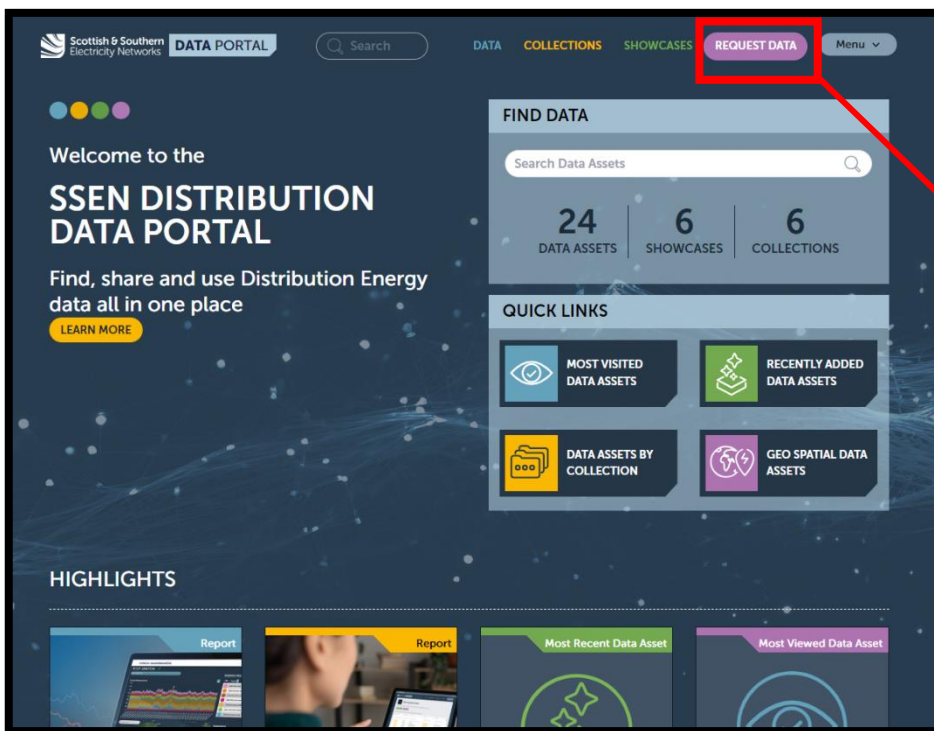 Scottish & Southern
Electricity Networks
DATA PORTAL
Search
DATA
COLLECTIONS
SHOWCASES
REQUEST DATA
Menu
Welcome to the
SSEN DISTRIBUTION
DATA PORTAL
Find, share and use Distribution Energy
data all in one place
LEARN MORE
FIND DATA
Search Data Assets
24
DATA ASSETS
6
SHOWCASES
6
COLLECTIONS
QUICK LINKS
MOST VISITED
DATA ASSETS
RECENTLY ADDED
DATA ASSETS
DATA ASSETS BY
COLLECTION
GEO SPATIAL DATA
ASSETS
HIGHLIGHTS
Report
Report
Most Recent Data Asset
Most Viewed Data Asset